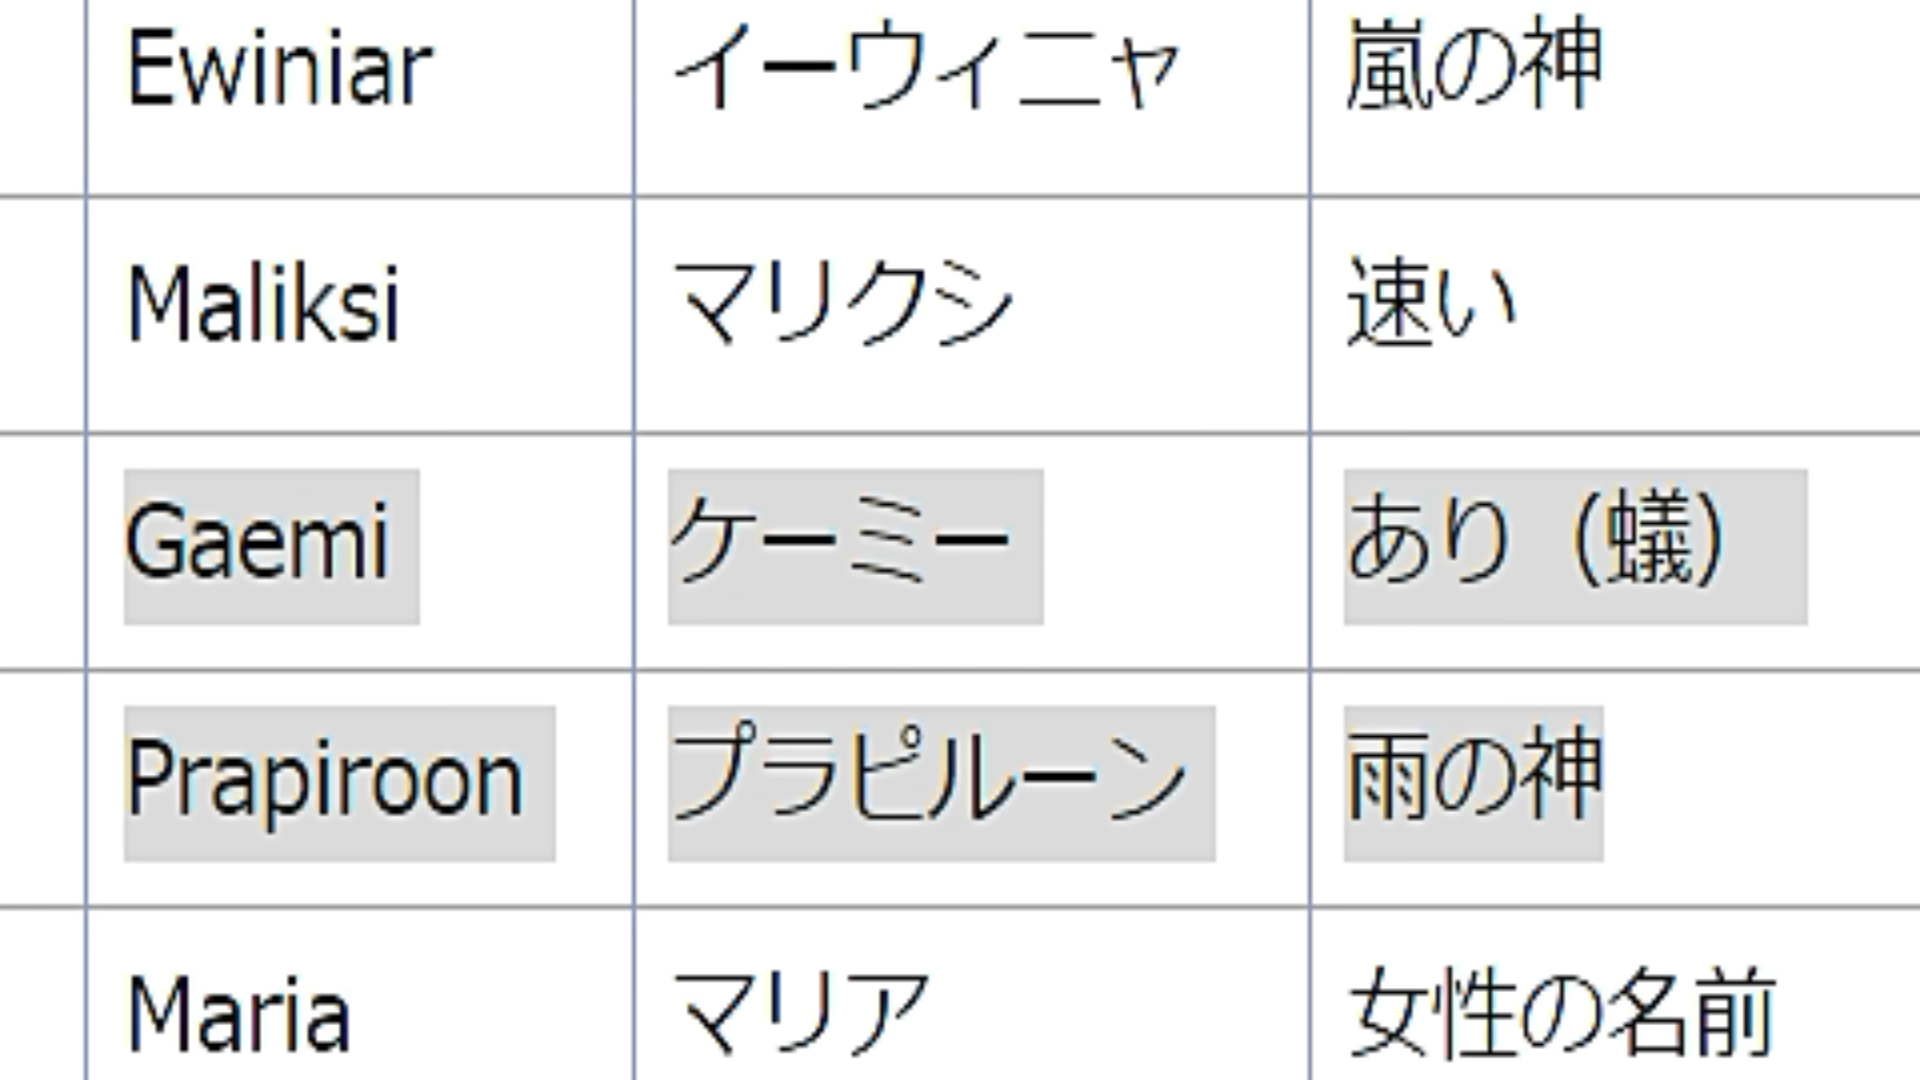 Ewiniar イーウィニャ 嵐の神
Maliksi マリクシ 速い
Gaemi ケーミー あり（蟻）
Prapiroon プラピルーン 雨の神
Maria マリア 女性の名前